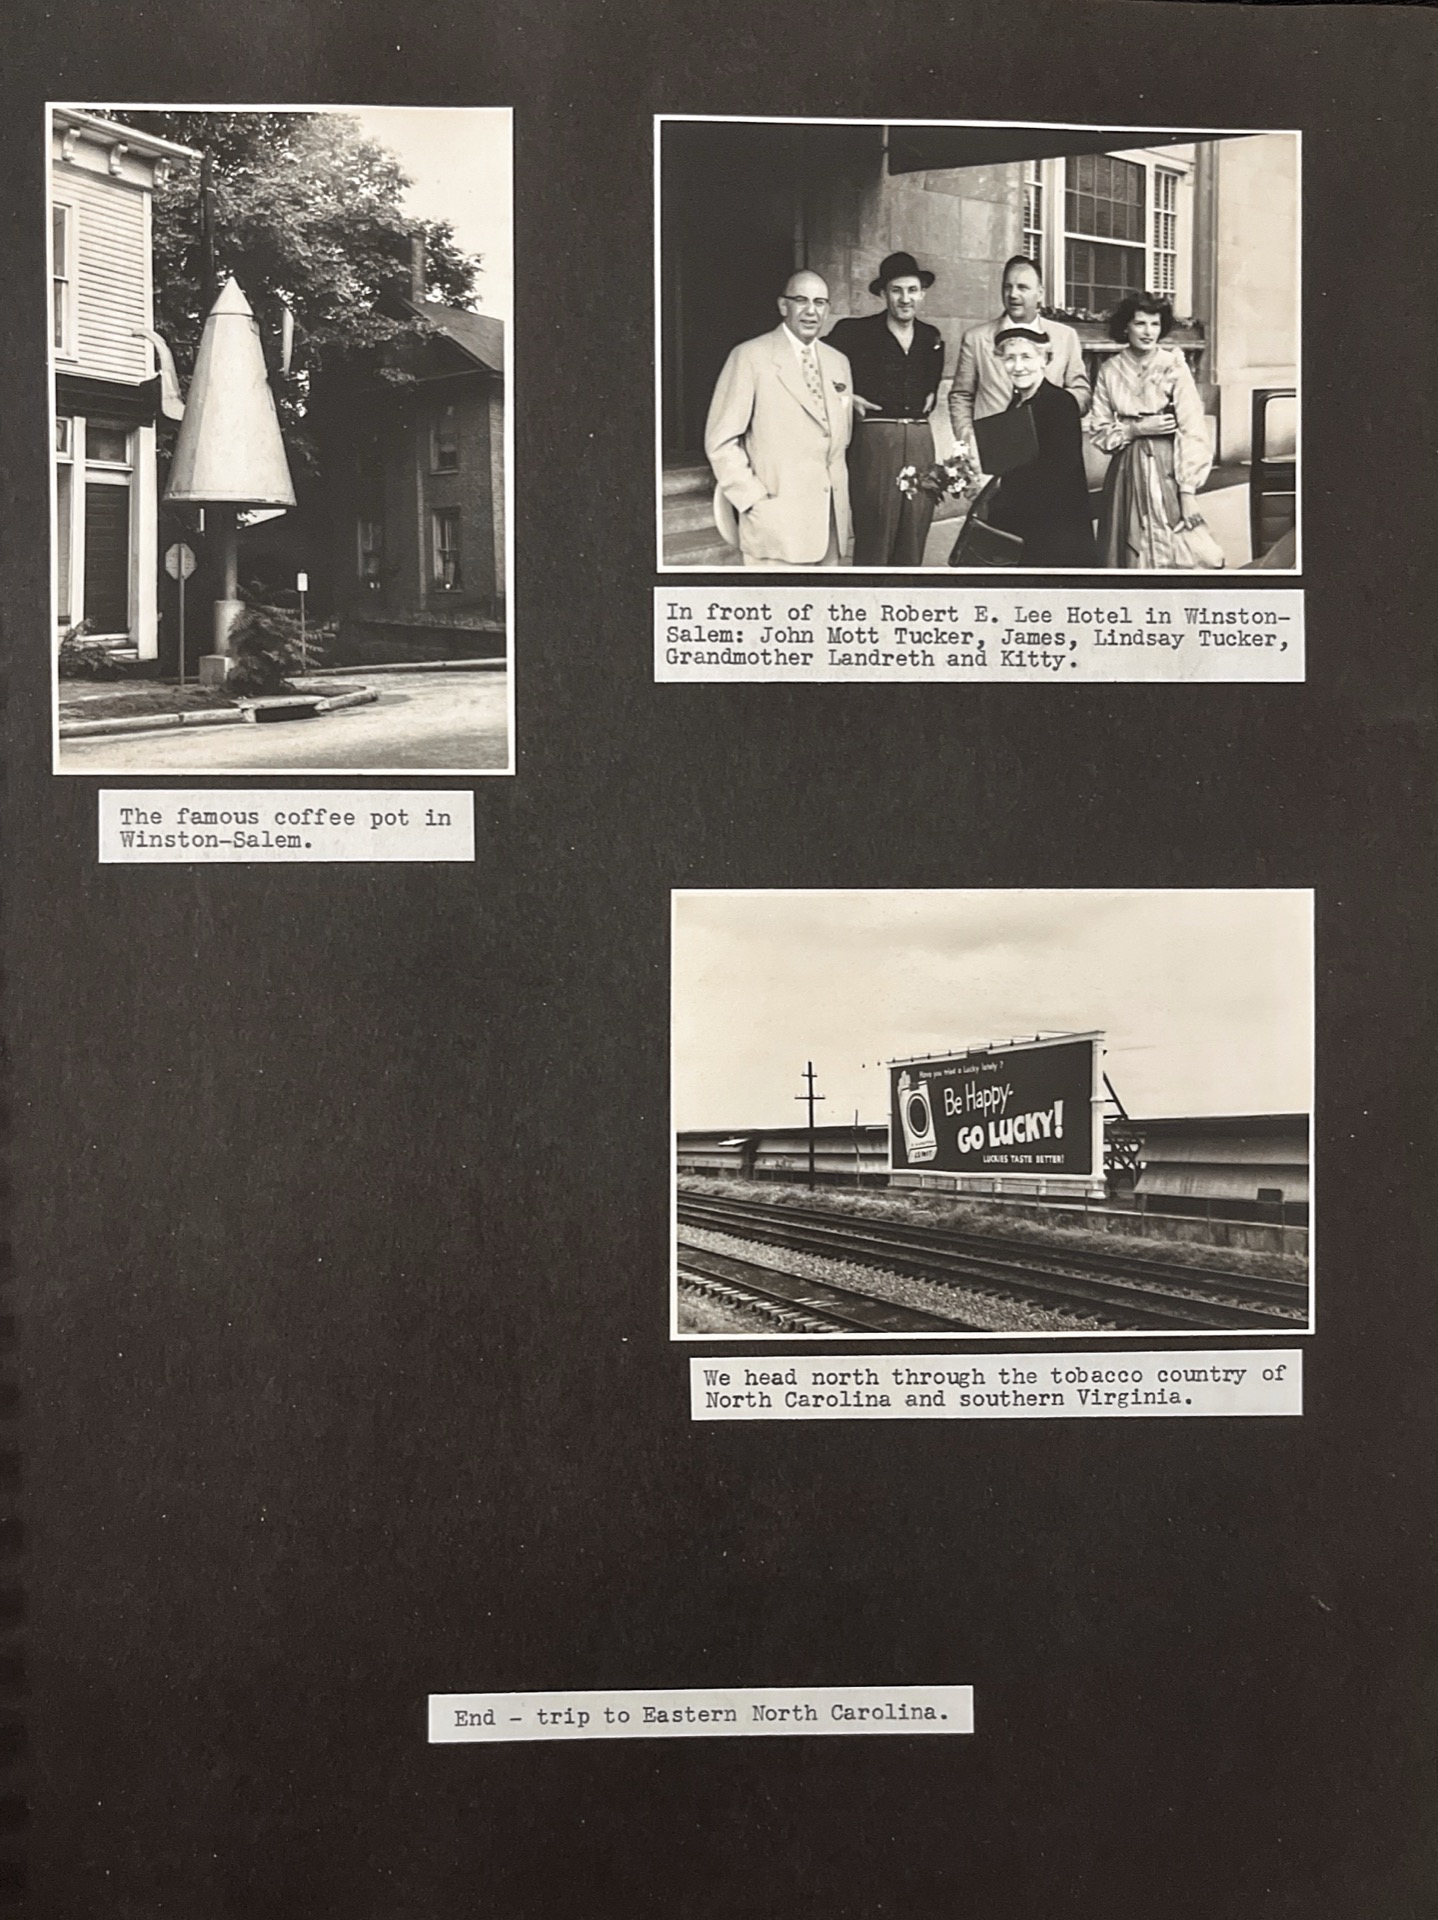 The famous coffee pot in
Winston-Salem.
In front of the Robert E. Lee Hotel in Winston-
Salem: John Mott Tucker, James, Lindsay Tucker,
Grandmother Landreth and Kitty.
Have you tried a Lucky lately?
Be Happy-
GO LUCKY!
LUCKIES TASTE BETTER!
We head north through the tobacco country of
North Carolina and southern Virginia.
End - trip to Eastern North Carolina.